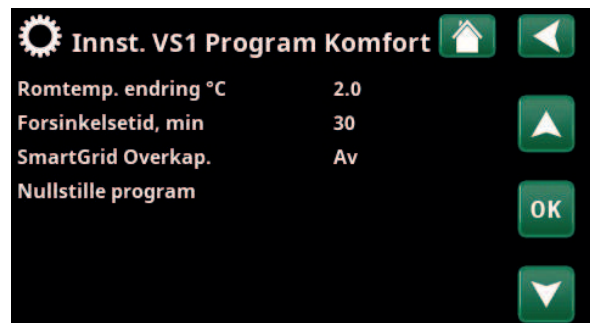 Innst. VS1 Program Komfort
Romtemp. endring °C 2.0
Forsinkelsetid, min 30
SmartGrid Overkap. Av
Nullstille program
OK